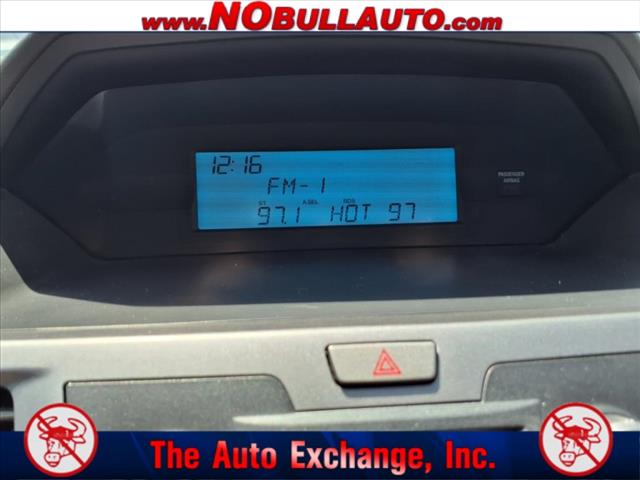 www.NOBULLAUTO.com
12:16
FM-1
ST A.SEL RDS
97.1 HOT 97
PASSENGER
AIRBAG
The Auto Exchange, Inc.